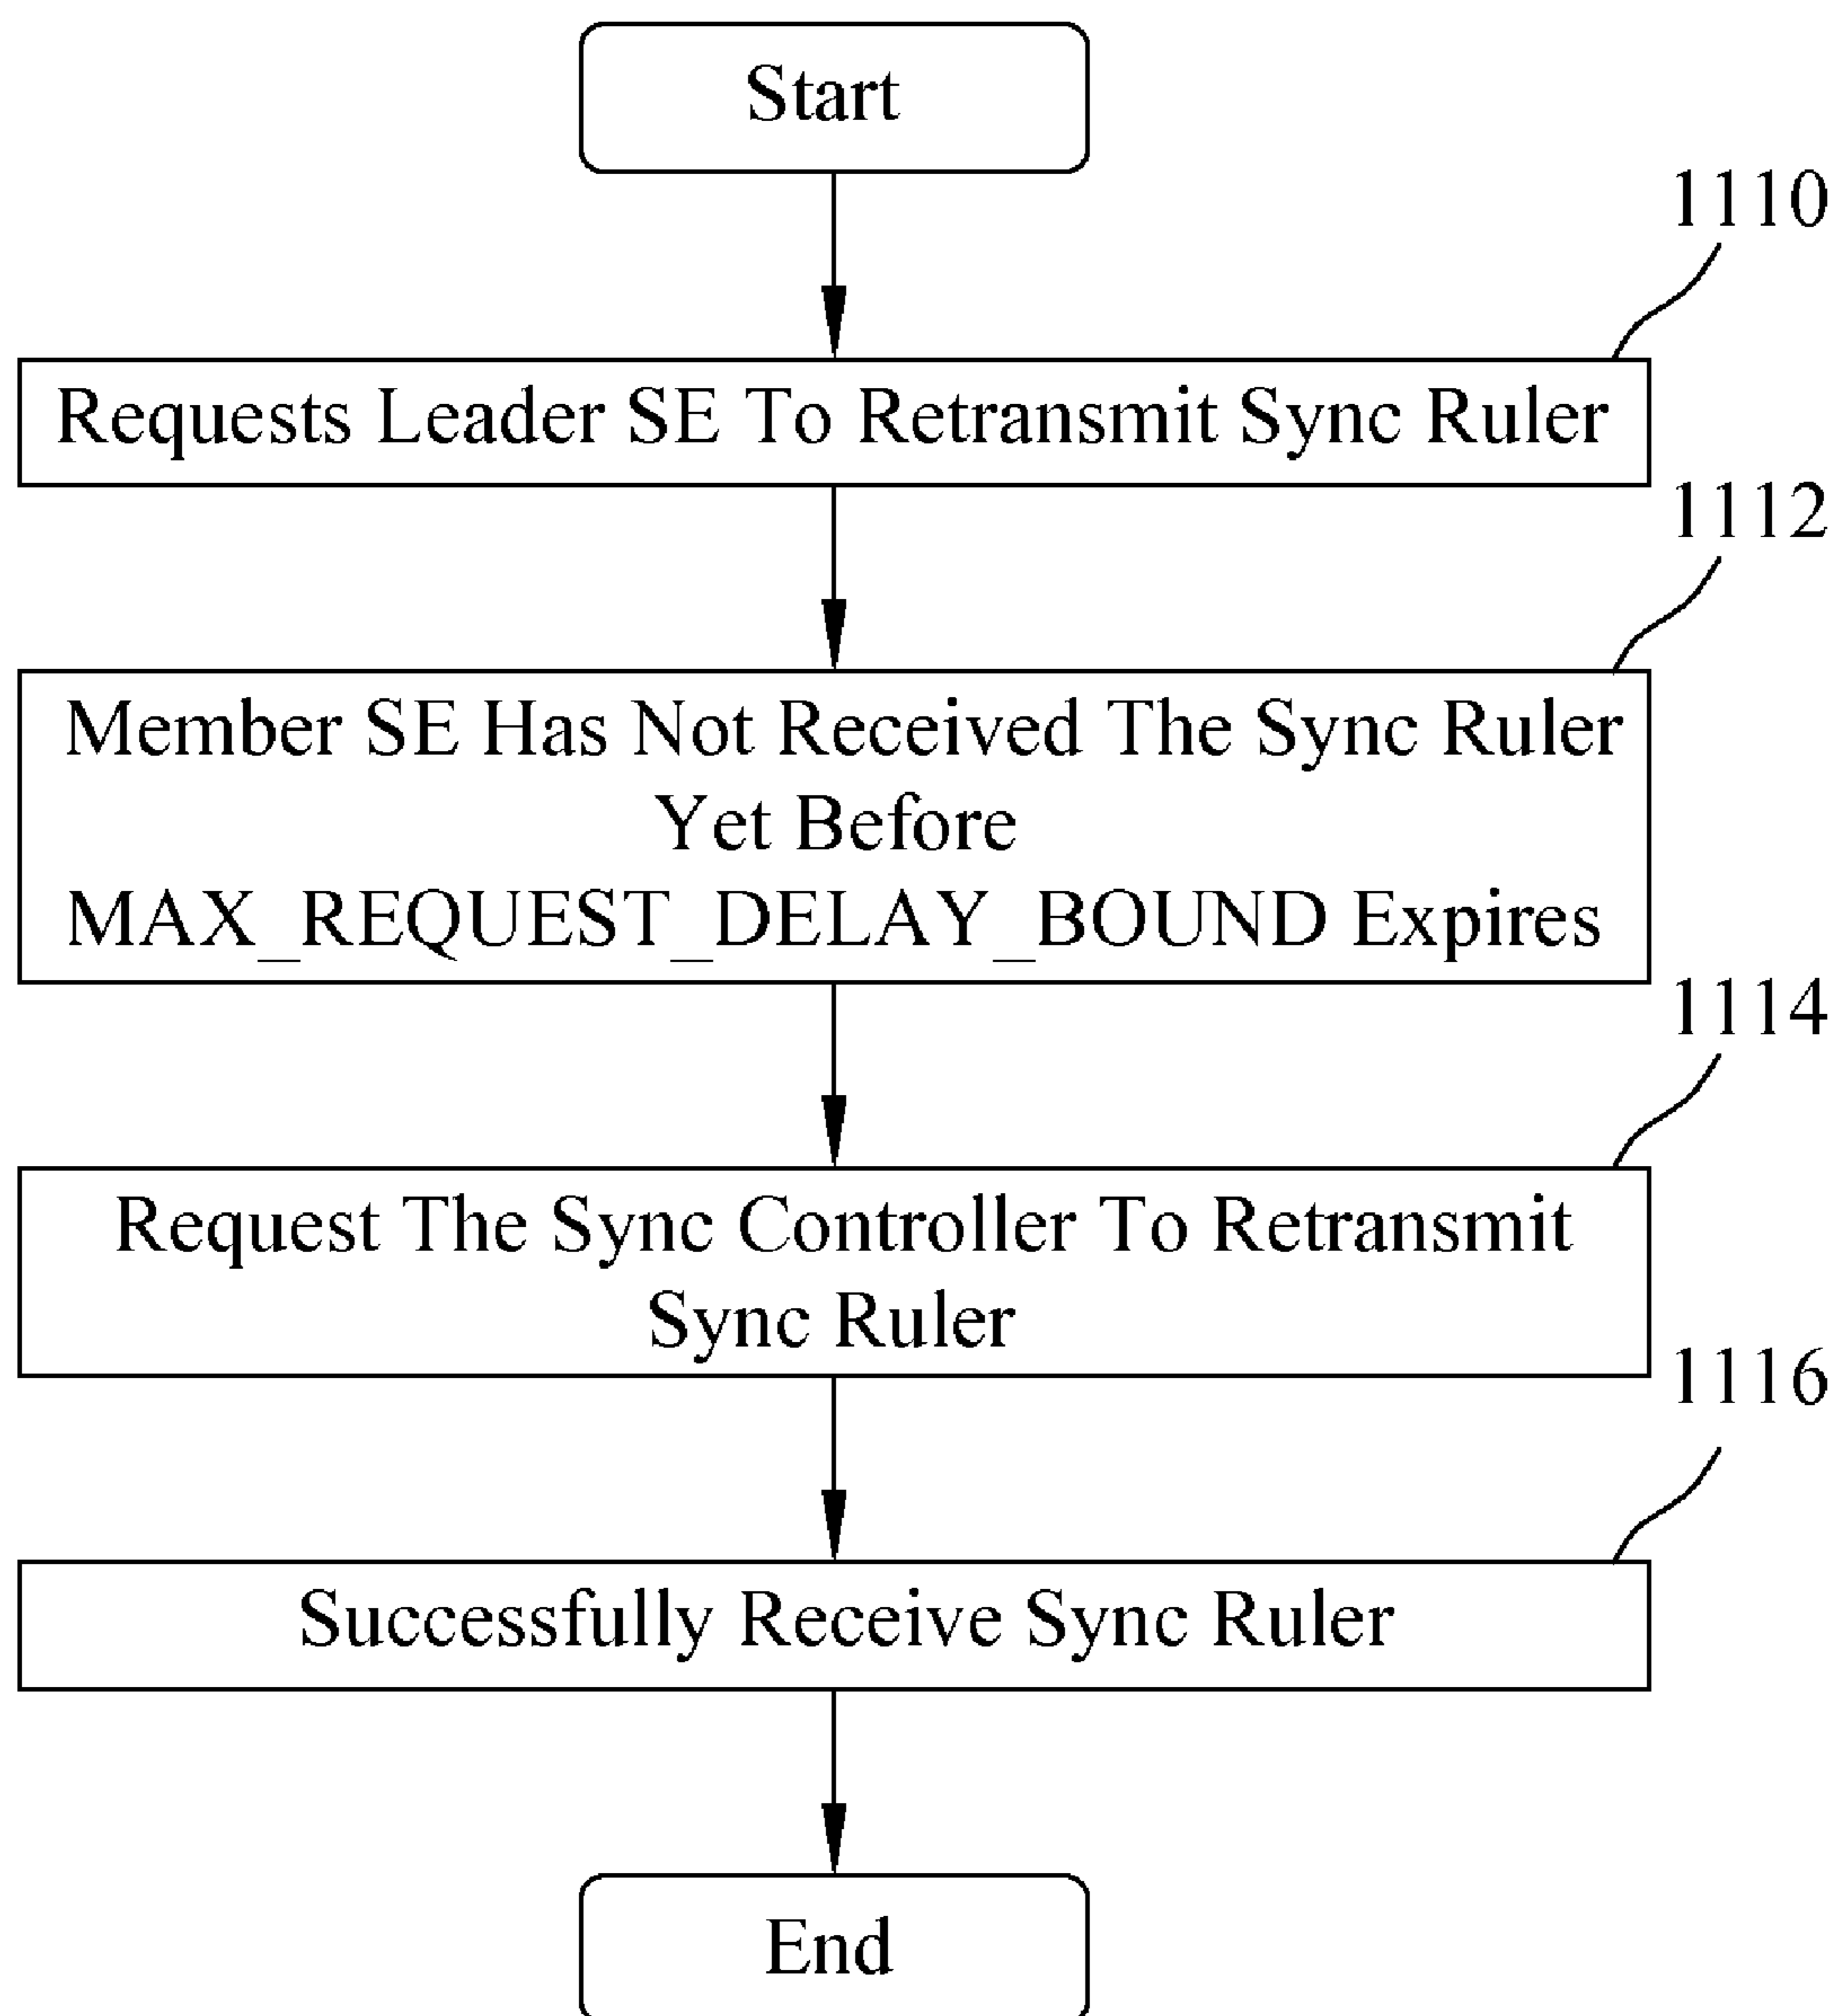 Start
1110
Requests Leader SE To Retransmit Sync Ruler
1112
Member SE Has Not Received The Sync Ruler
Yet Before
MAX_REQUEST_DELAY_BOUND Expires
1114
Request The Sync Controller To Retransmit
Sync Ruler
1116
Successfully Receive Sync Ruler
End